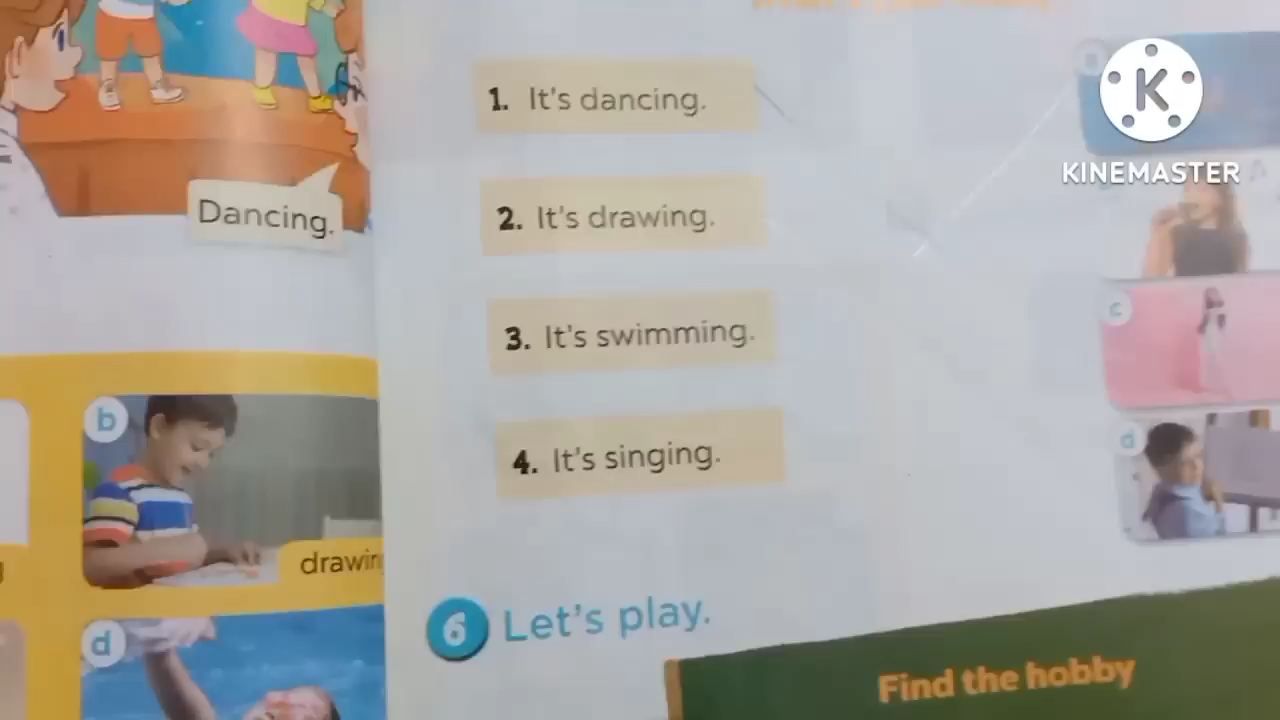 Dancing.
b
drawin
d
1. It's dancing.
2. It's drawing.
3. It's swimming.
4. It's singing.
c
d
6 Let's play.
Find the hobby
K
KINEMASTER